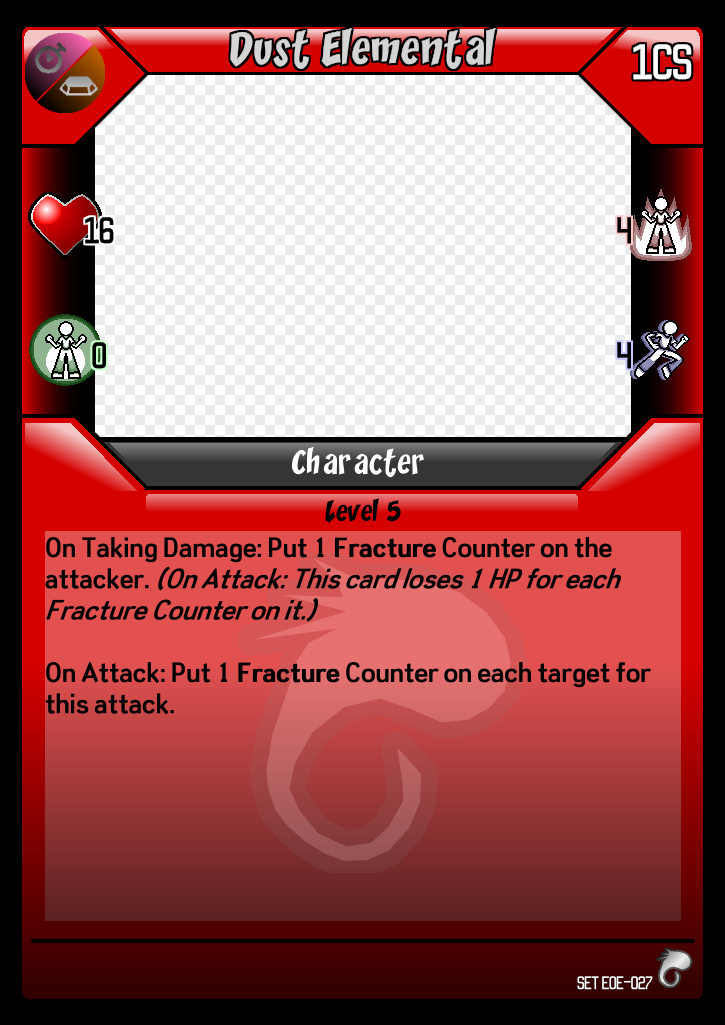 Dust Elemental
1CS
16
4
0
4
Character
Level 5
On Taking Damage: Put 1 Fracture Counter on the
attacker. (On Attack: This card loses 1 HP for each
Fracture Counter on it.)
On Attack: Put 1 Fracture Counter on each target for
this attack.
SET EOE-027